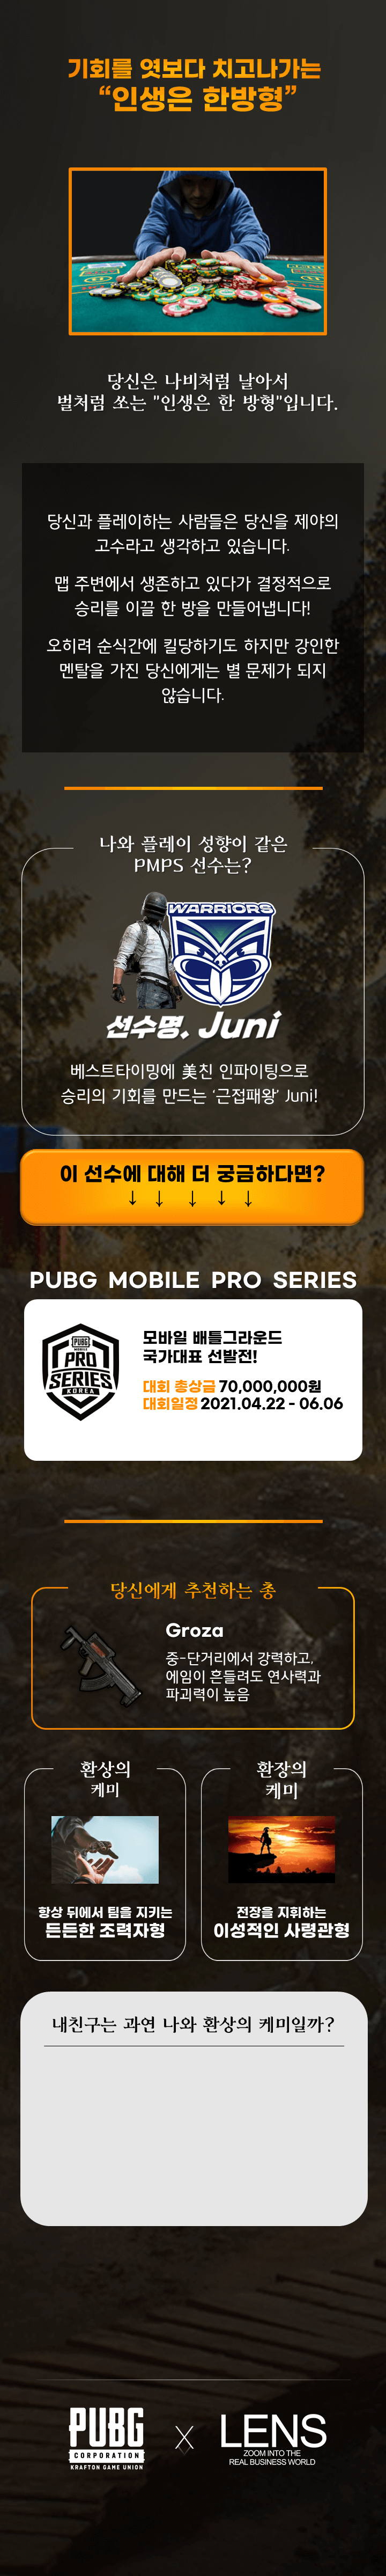 기회를 엿보다 치고나가는
“인생은 한방형”
당신은 나비처럼 날아서
벌처럼 쏘는 "인생은 한 방형"입니다.
당신과 플레이하는 사람들은 당신을 제야의
고수라고 생각하고 있습니다.
맵 주변에서 생존하고 있다가 결정적으로
승리를 이끌 한 방을 만들어냅니다!
오히려 순식간에 킬당하기도 하지만 강인한
멘탈을 가진 당신에게는 별 문제가 되지
않습니다.
나와 플레이 성향이 같은
PMPS 선수는?
WARRIORS
선수명. Juni
베스트타이밍에 美친 인파이팅으로
승리의 기회를 만드는 ‘근접패왕’ Juni!
이 선수에 대해 더 궁금하다면?
↓ ↓ ↓ ↓ ↓
PUBG MOBILE PRO SERIES
PUBG
MOBILE
PRO
SERIES
KOREA
모바일 배틀그라운드
국가대표 선발전!
대회 총상금 70,000,000원
대회일정 2021.04.22 - 06.06
당신에게 추천하는 총
Groza
중-단거리에서 강력하고,
에임이 흔들려도 연사력과
파괴력이 높음
환상의
케미
항상 뒤에서 팀을 지키는
든든한 조력자형
환장의
케미
전장을 지휘하는
이성적인 사령관형
내친구는 과연 나와 환상의 케미일까?
PUBG
CORPORATION
KRAFTON GAME UNION
X
LENS
ZOOM INTO THE
REAL BUSINESS WORLD